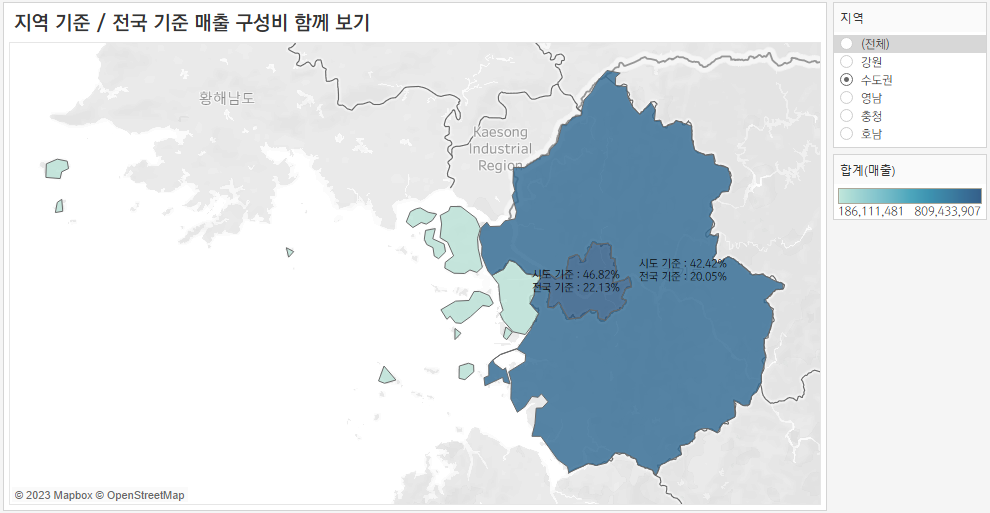 지역 기준 / 전국 기준 매출 구성비 함께 보기
황해남도
Kaesong
Industrial
Region
시도 기준 : 46.82%
전국 기준 : 22.13%
시도 기준 : 42.42%
전국 기준 : 20.05%
© 2023 Mapbox © OpenStreetMap
지역
(전체)
강원
수도권
영남
충청
호남
합계(매출)
186,111,481 809,433,907